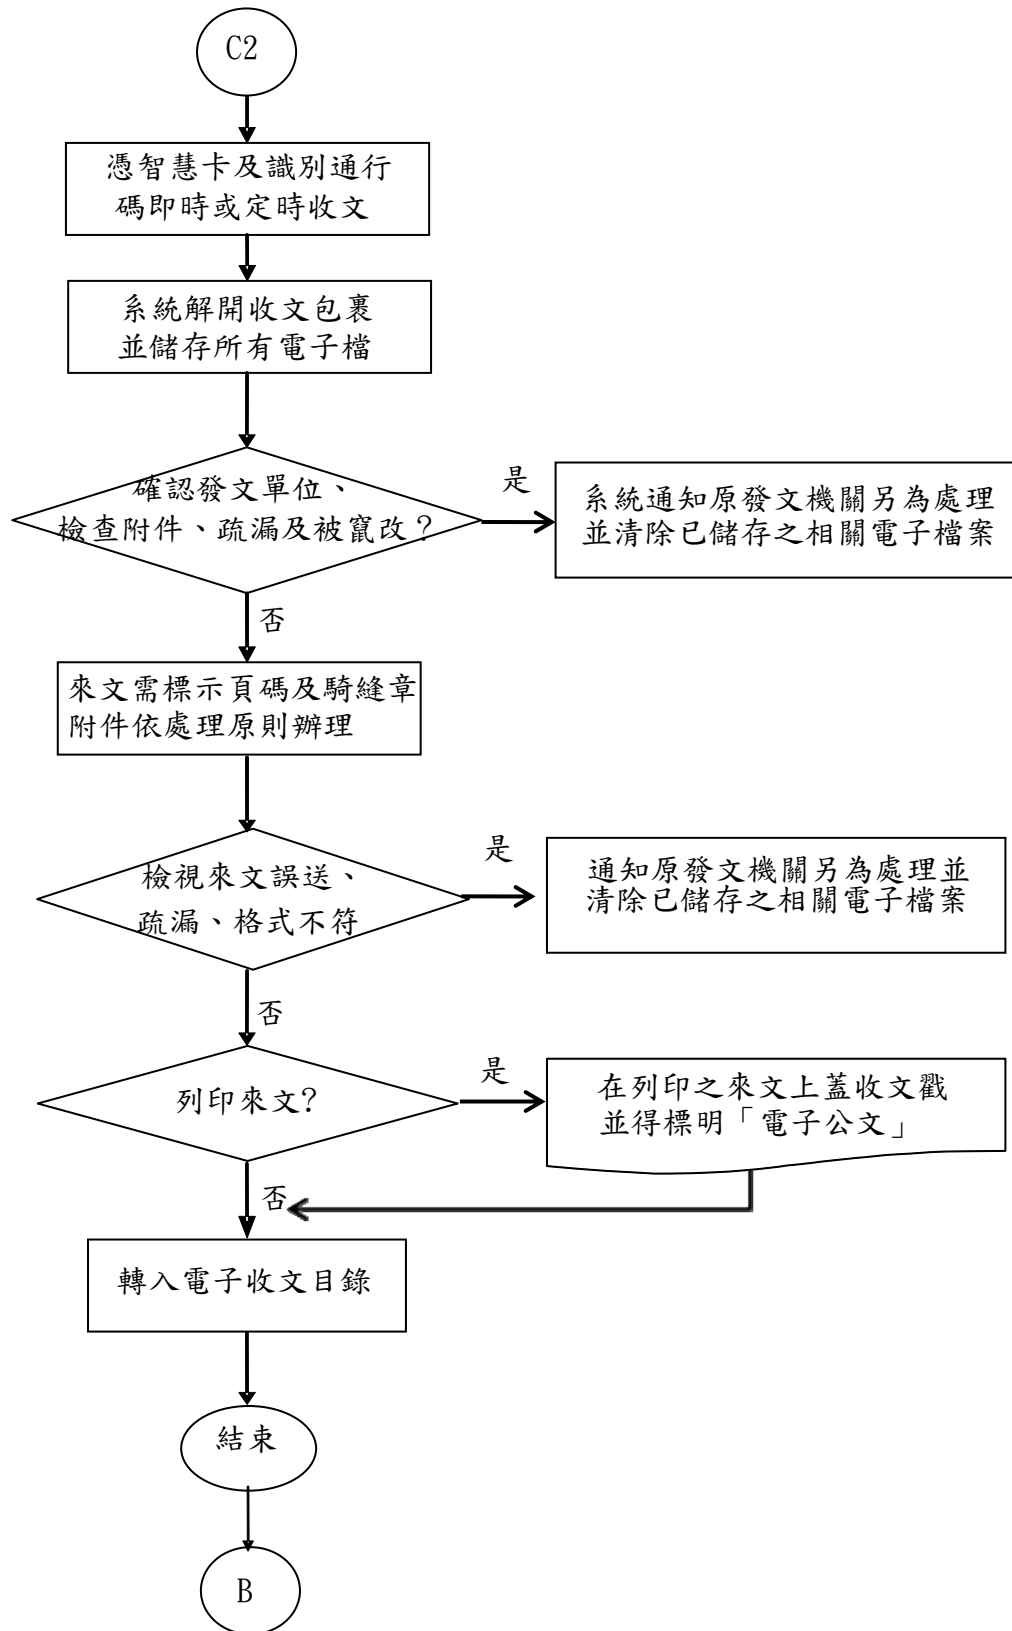 C2
憑智慧卡及識別通行
碼即時或定時收文
系統解開收文包裹
並儲存所有電子檔
確認發文單位、
檢查附件、疏漏及被竄改?
是
系統通知原發文機關另為處理
並清除已儲存之相關電子檔案
否
來文需標示頁碼及騎縫章
附件依處理原則辦理
檢視來文誤送、
疏漏、格式不符
是
通知原發文機關另為處理並
清除已儲存之相關電子檔案
否
列印來文?
是
在列印之來文上蓋收文戳
並得標明「電子公文」
否
轉入電子收文目錄
結束
B